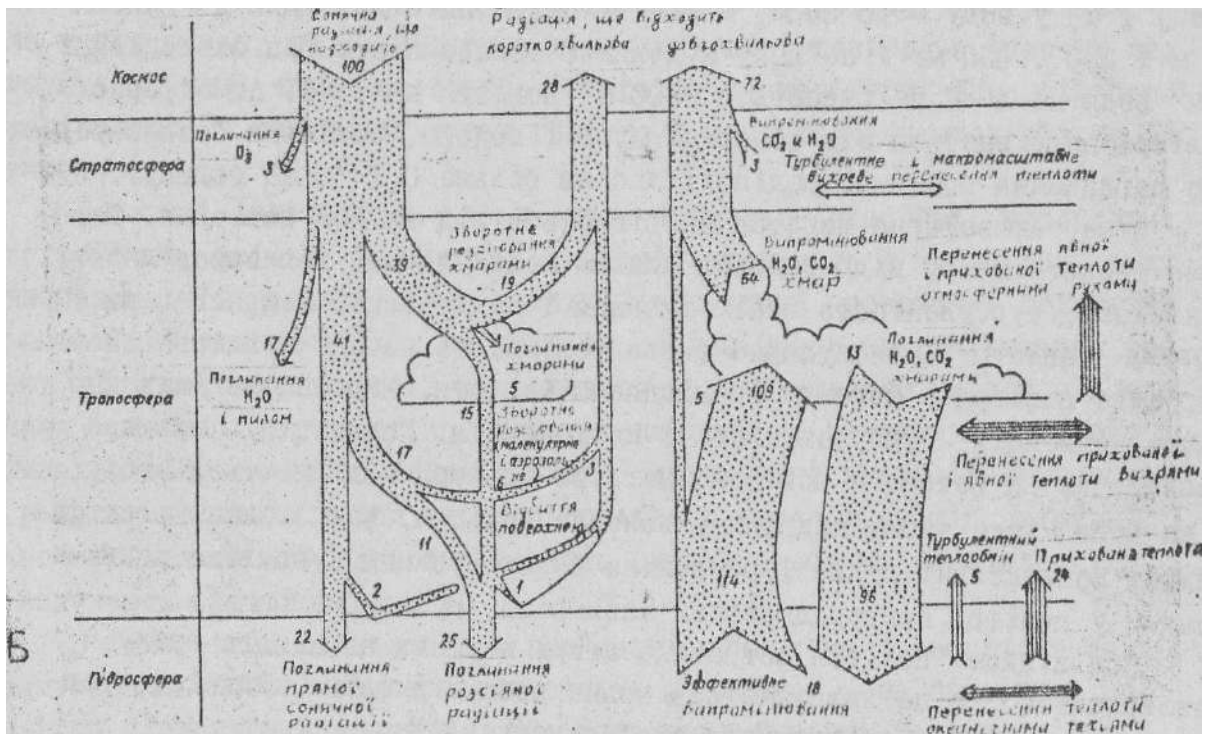 Сонячна
радіація, що
надходить
100
Радіація, що відходить
короткохвильова
довгохвильова
28
72
Космос
Стратосфера
Поглинання
O3
3
Випромінювання
CO2 и H2O
3
Турбулентне і макромасштабне
вихреве перенесення теплоти
Тропосфера
39
41
17
Поглинання
H2O
і пилом
Зворотне
розсіювання
хмарами
19
Поглинання
хмарами
5
15
Зворотне
молекулярне
і аерозоль
не
6
3
17
11
Відбиття
поверхнею
2
1
Випромінювання
H2O, CO2
хмар
64
5
109
13
Поглинання
H2O, CO2
хмарами
114
96
Перенесення явної
і прихованої теплоти
атмосферними рухами
Перенесення прихованої
і явної теплоти вихрями
Турбулентний
теплообмін
5
Прихована теплота
24
Б
Гідросфера
22
Поглинання
прямої
сонячної
радіації
25
Поглинання
розсіяної
радіації
Эффективне
випромінювання
18
Перенесення теплоти
океанічними течіями